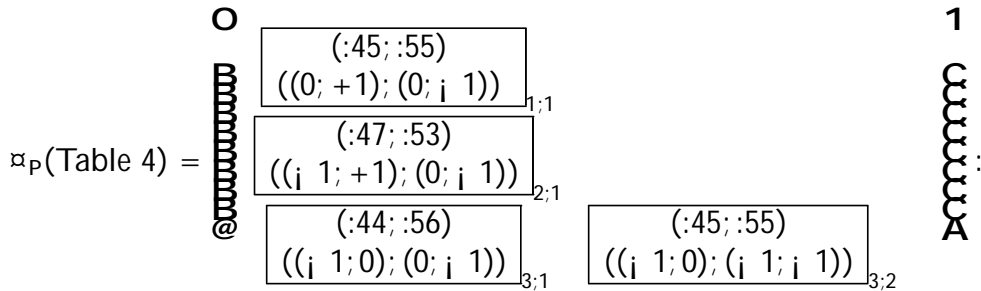 0 1
(:45; :55)
((0; +1); (0; ¡ 1)) 1;1
(:47; :53)
¤P(Table 4) = ((¡ 1; +1); (0; ¡ 1)) 2;1 :
(:44; :56) (:45; :55)
((¡ 1; 0); (0; ¡ 1)) 3;1 ((¡ 1; 0); (¡ 1; ¡ 1)) 3;2
@ A